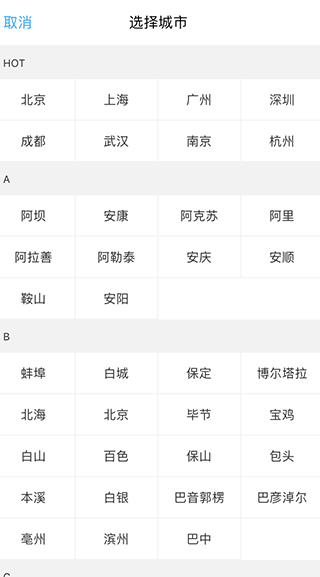 取消 选择城市
HOT
北京 上海 广州 深圳
成都 武汉 南京 杭州
A
阿坝 安康 阿克苏 阿里
阿拉善 阿勒泰 安庆 安顺
鞍山 安阳
B
蚌埠 白城 保定 博尔塔拉
北海 北京 毕节 宝鸡
白山 百色 保山 包头
本溪 白银 巴音郭楞 巴彦淖尔
亳州 滨州 巴中